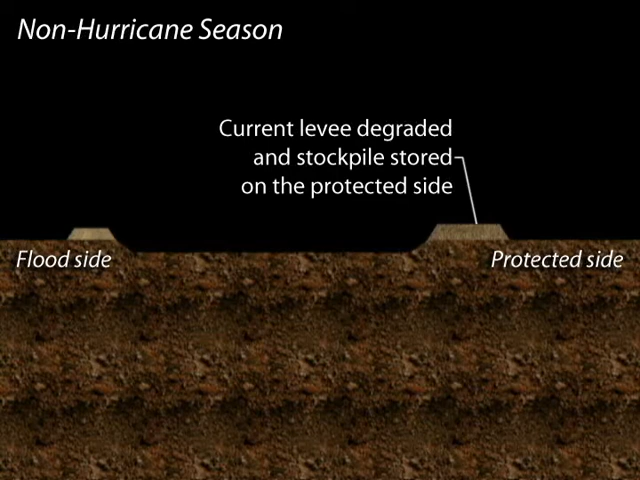 Non-Hurricane Season
Current levee degraded
and stockpile stored
on the protected side
Flood side
Protected side